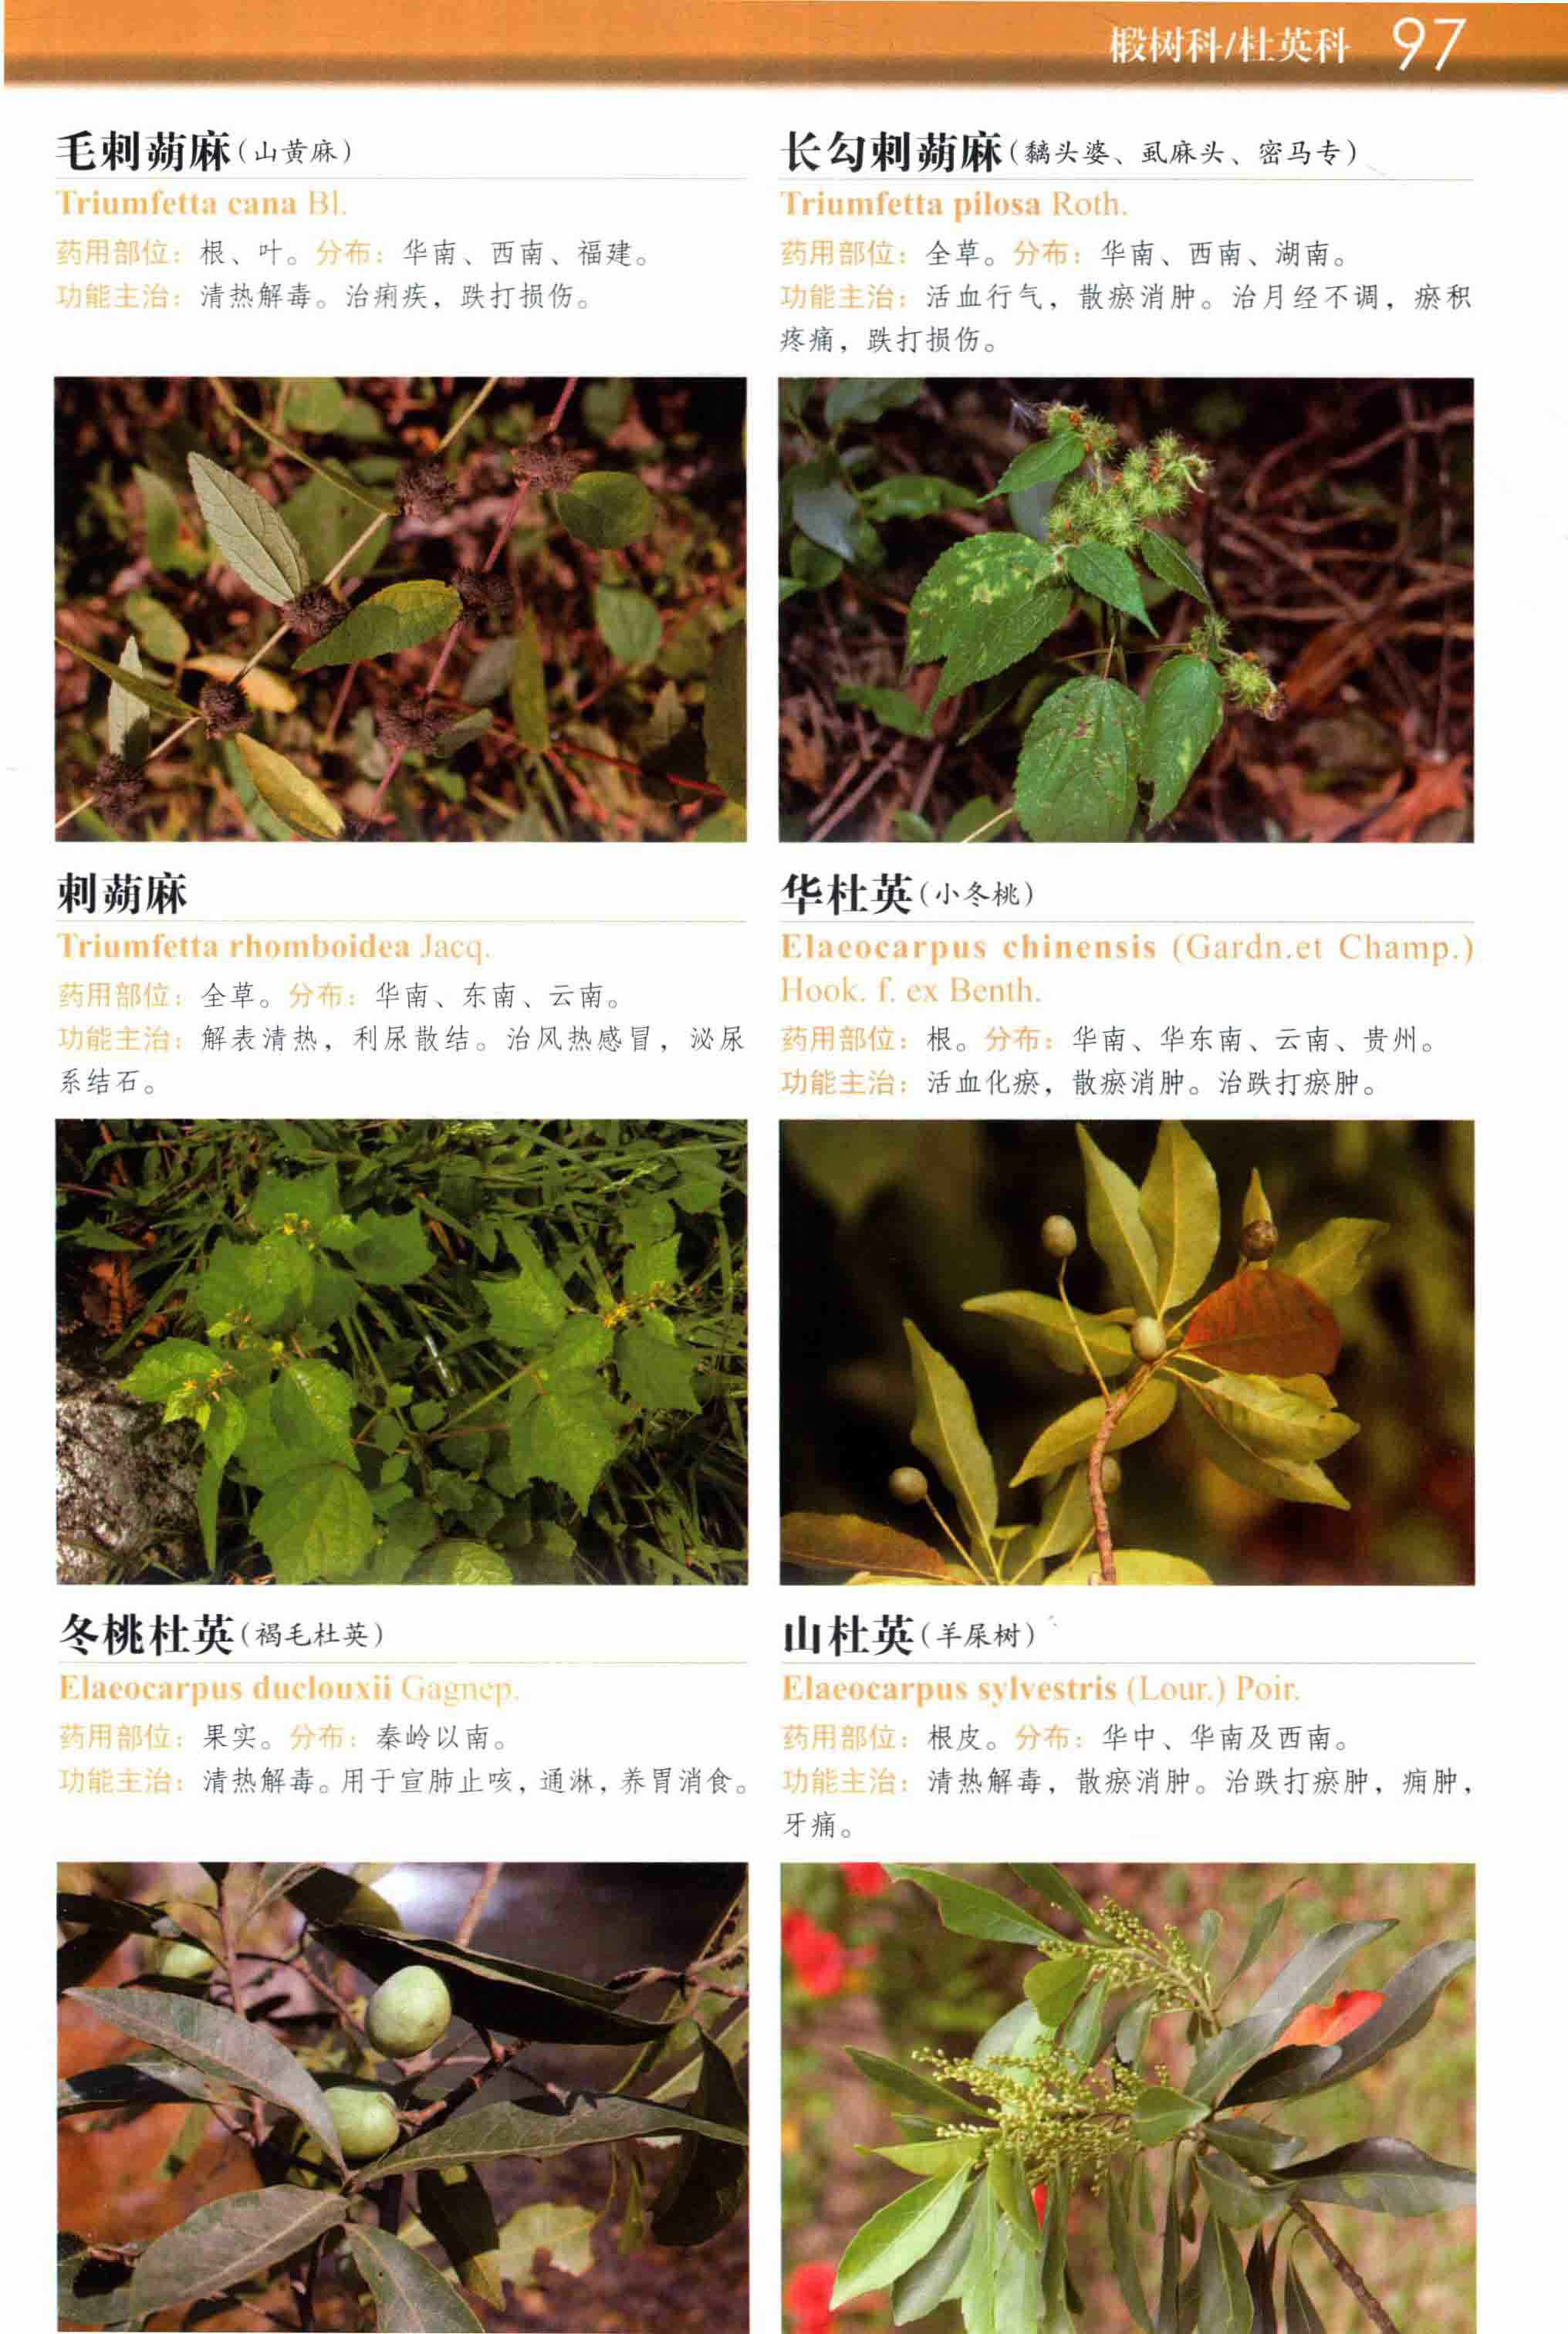 椴树科/杜英科 97
毛刺蒴麻(山黄麻)
Triumfetta cana Bl.
药用部位：根、叶。分布：华南、西南、福建。
功能主治：清热解毒。治痢疾，跌打损伤。
长勾刺蒴麻(黐头婆、虱麻头、密马专)
Triumfetta pilosa Roth.
药用部位：全草。分布：华南、西南、湖南。
功能主治：活血行气，散瘀消肿。治月经不调，瘀积
疼痛，跌打损伤。
刺蒴麻
Triumfetta rhomboidea Jacq.
药用部位：全草。分布：华南、东南、云南。
功能主治：解表清热，利尿散结。治风热感冒，泌尿
系结石。
华杜英(小冬桃)
Elaeocarpus chinensis (Gardn.et Champ.)
Hook. f. ex Benth.
药用部位：根。分布：华南、华东南、云南、贵州。
功能主治：活血化瘀，散瘀消肿。治跌打瘀肿。
冬桃杜英(褐毛杜英)
Elaeocarpus duclouxii Gagnep.
药用部位：果实。分布：秦岭以南。
功能主治：清热解毒。用于宣肺止咳，通淋，养胃消食。
山杜英(羊屎树)
Elaeocarpus sylvestris (Lour.) Poir.
药用部位：根皮。分布：华中、华南及西南。
功能主治：清热解毒，散瘀消肿。治跌打瘀肿，痈肿，
牙痛。